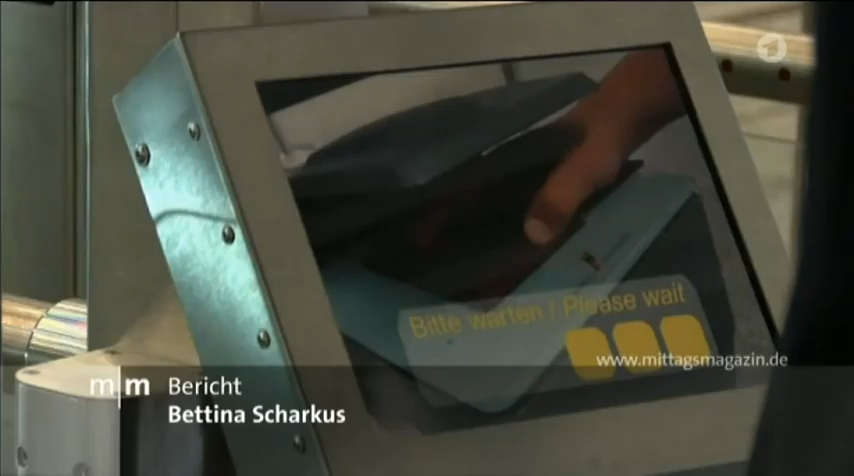 Bitte warten / Please wait
www.mittagsmagazin.de
m|m Bericht
Bettina Scharkus